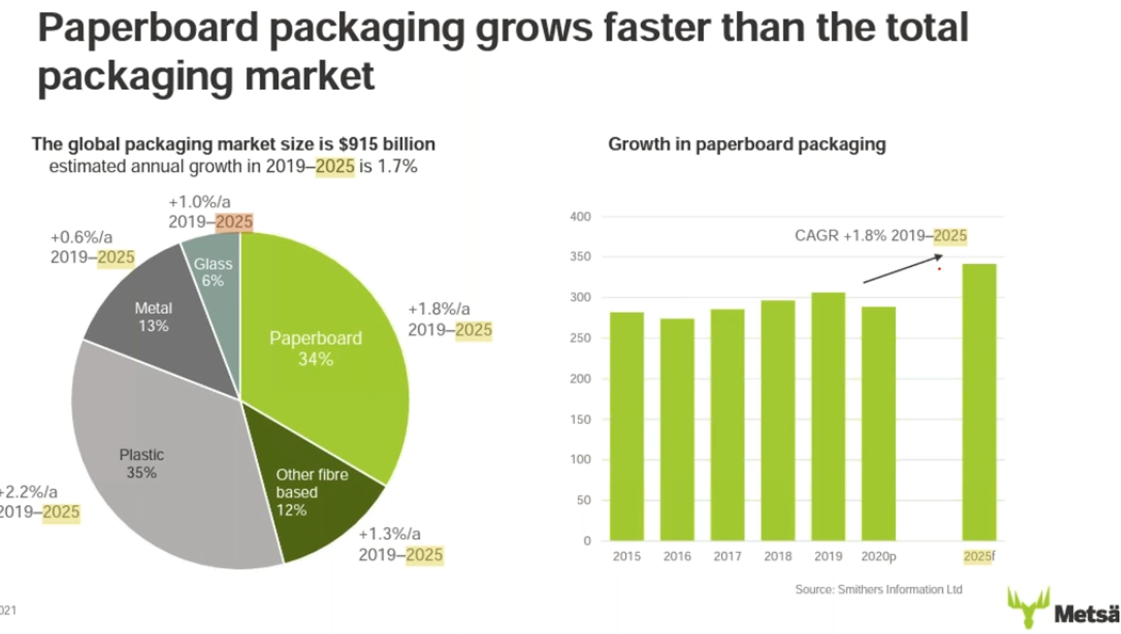 Paperboard packaging grows faster than the total
packaging market
The global packaging market size is $915 billion
estimated annual growth in 2019–2025 is 1.7%
+1.0%/a
2019–2025
+0.6%/a
2019–2025
Glass
6%
Metal
13%
+1.8%/a
2019–2025
Paperboard
34%
Plastic
35%
Other fibre
based
12%
+2.2%/a
2019–2025
+1.3%/a
2019–2025
Growth in paperboard packaging
400
CAGR +1.8% 2019–2025
350
300
250
200
150
100
50
0
2015 2016 2017 2018 2019 2020p 2025f
Source: Smithers Information Ltd
021
Metsä